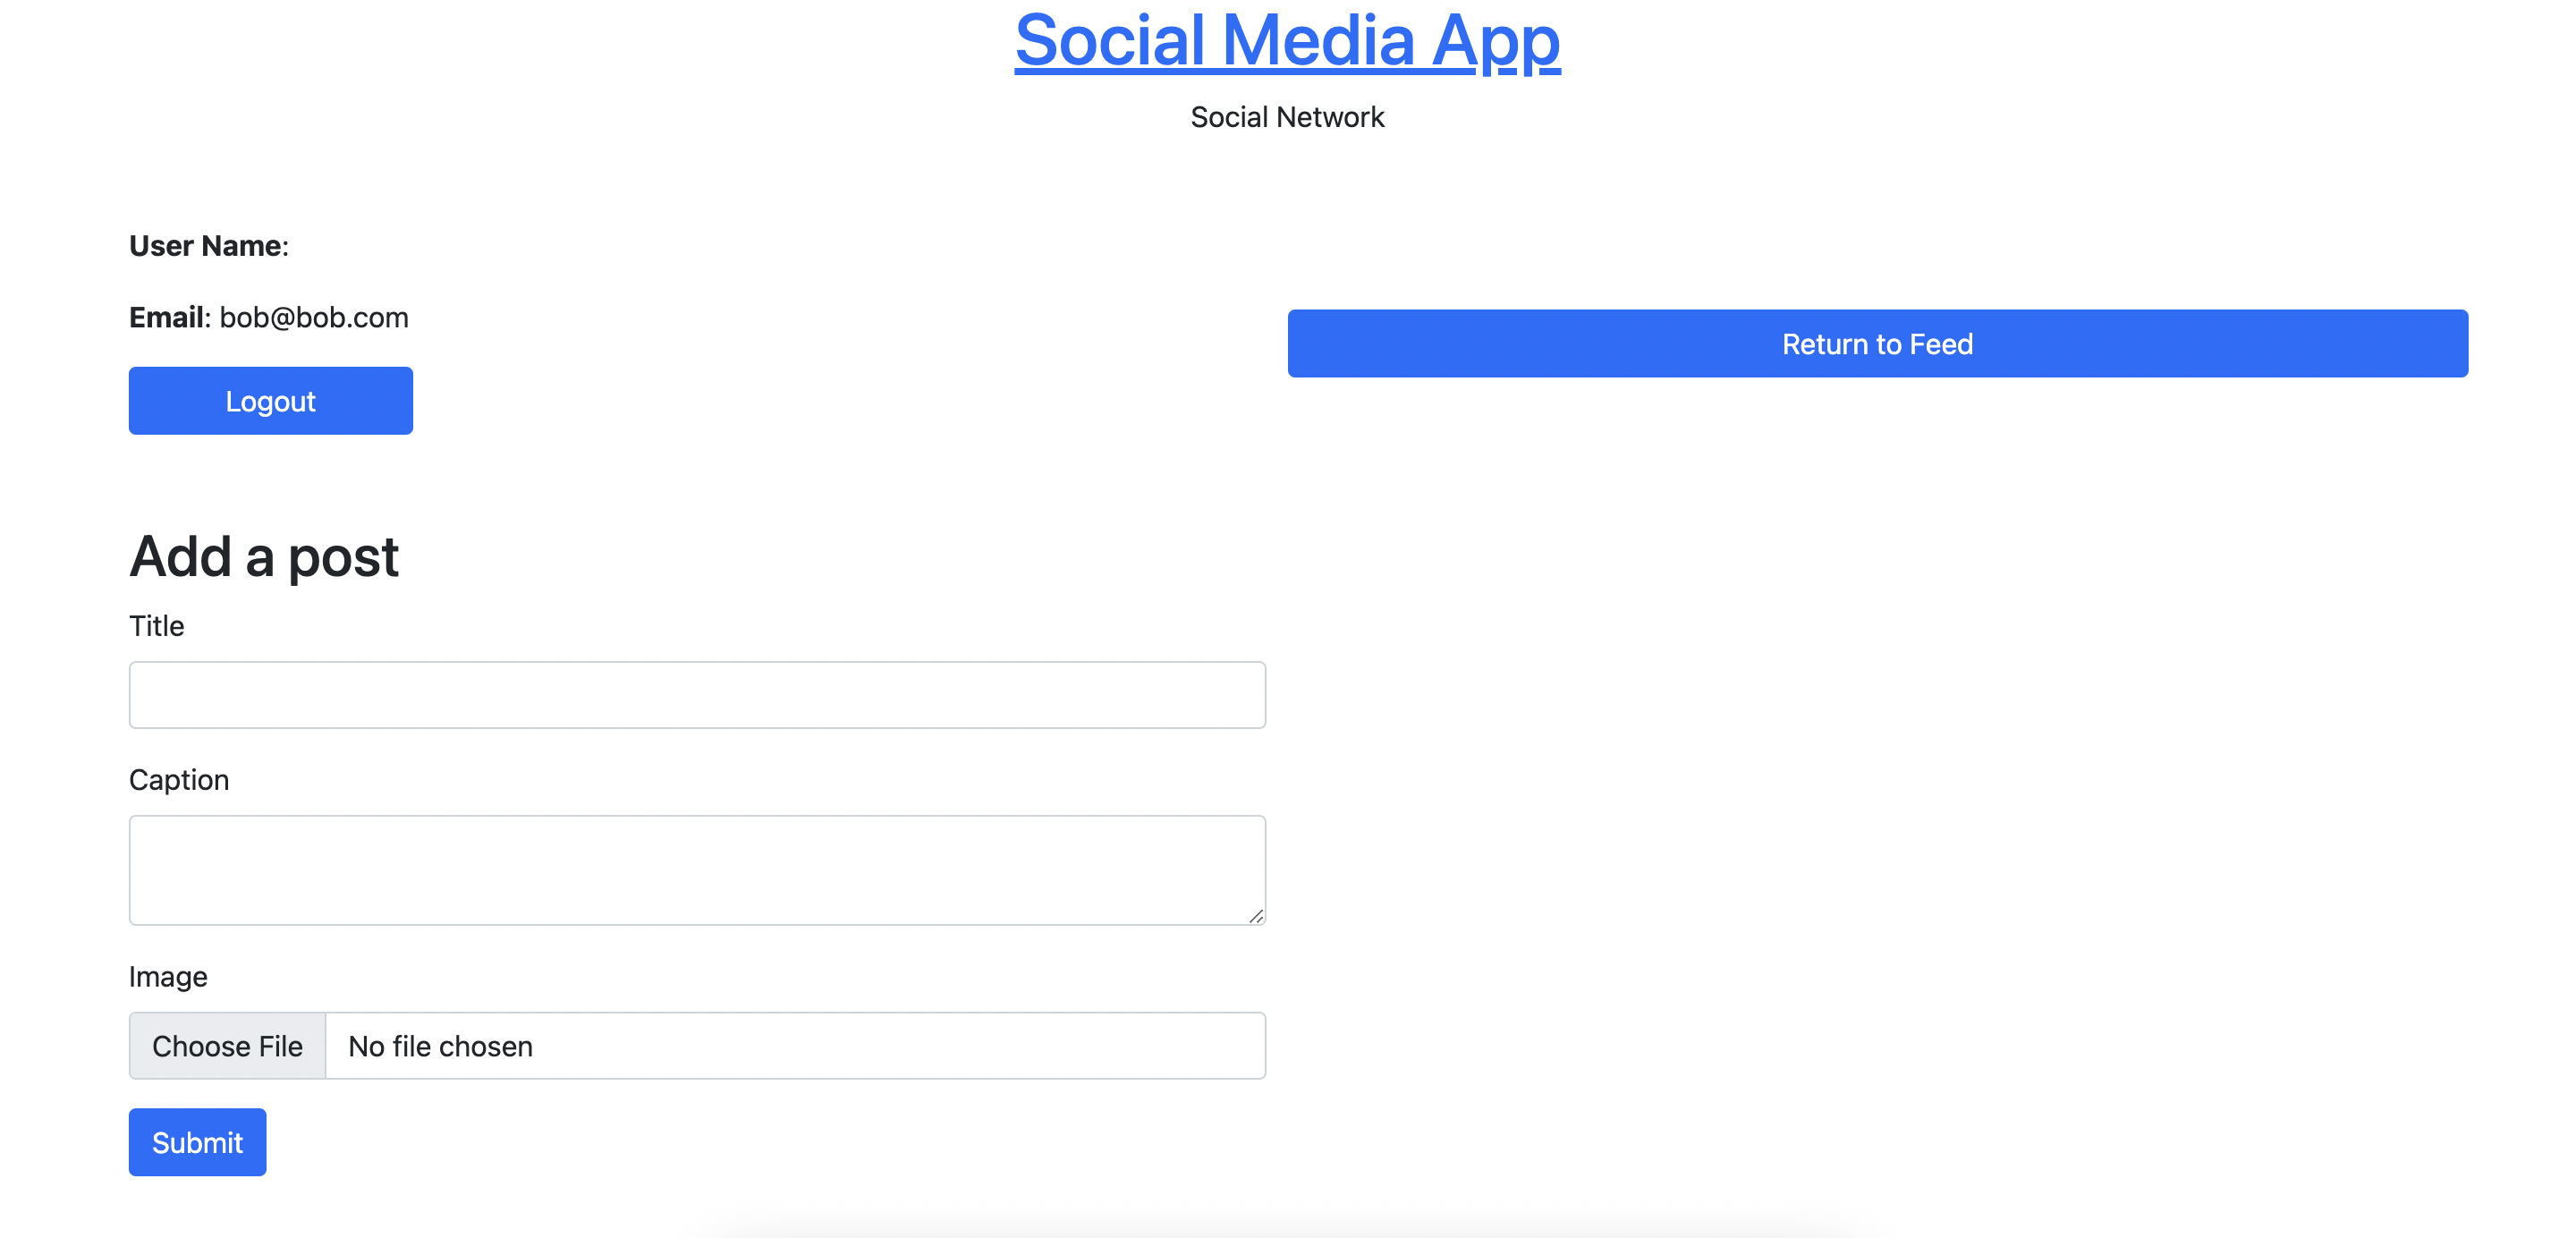 Social Media App
Social Network
User Name:
Email: bob@bob.com
Return to Feed
Logout
Add a post
Title
Caption
Image
Choose File No file chosen
Submit